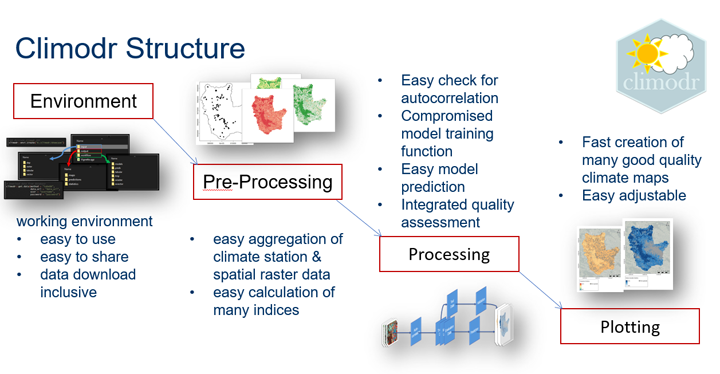 Climodr Structure
climodr
Environment
working environment
• easy to use
• easy to share
• data download
inclusive
Pre-Processing
• easy aggregation of
climate station &
spatial raster data
• easy calculation of
many indices
• Easy check for
autocorrelation
• Compromised
model training
function
• Easy model
prediction
• Integrated quality
assessment
Processing
• Fast creation of
many good quality
climate maps
• Easy adjustable
Plotting